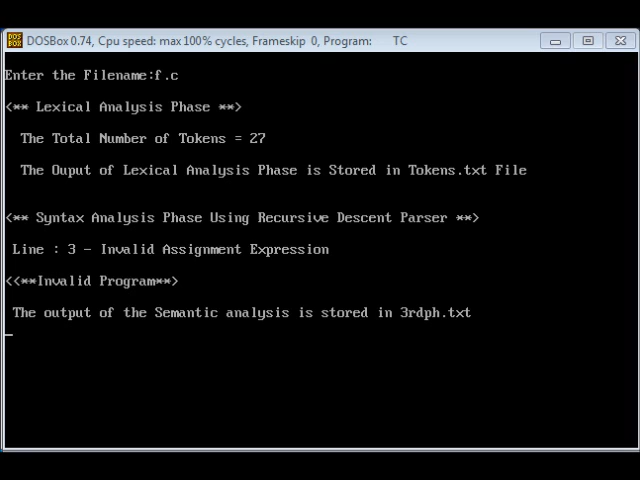 DOS BOX DOSBox 0.74, Cpu speed: max 100% cycles, Frameskip 0, Program: TC
Enter the Filename:f.c
<** Lexical Analysis Phase **>
The Total Number of Tokens = 27
The Ouput of Lexical Analysis Phase is Stored in Tokens.txt File
<** Syntax Analysis Phase Using Recursive Descent Parser **>
Line : 3 - Invalid Assignment Expression
<<**Invalid Program**>
The output of the Semantic analysis is stored in 3rdph.txt